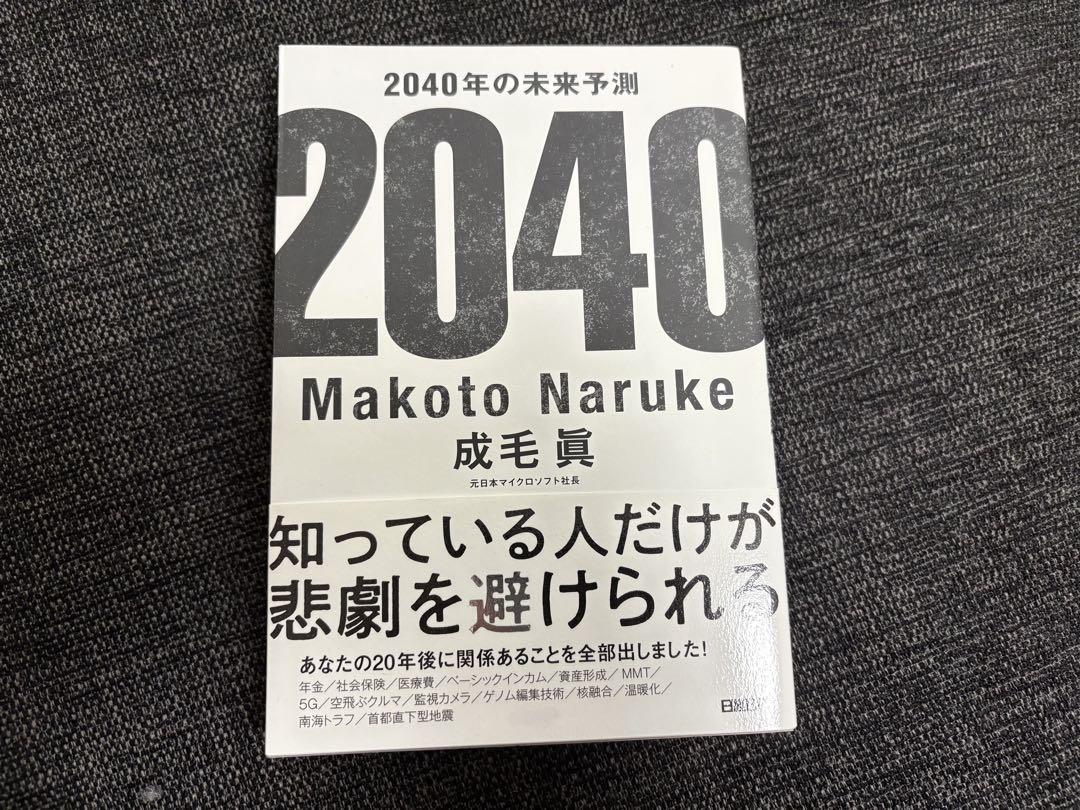 2040年の未来予測
2040
Makoto Naruke
成毛 眞
元日本マイクロソフト社長
知っている人だけが
悲劇を避けられる
あなたの20年後に関係あることを全部出しました！
年金／社会保険／医療費／ベーシックインカム／資産形成／MMT／
5G／空飛ぶクルマ／監視カメラ／ゲノム編集技術／核融合／温暖化／
南海トラフ／首都直下型地震